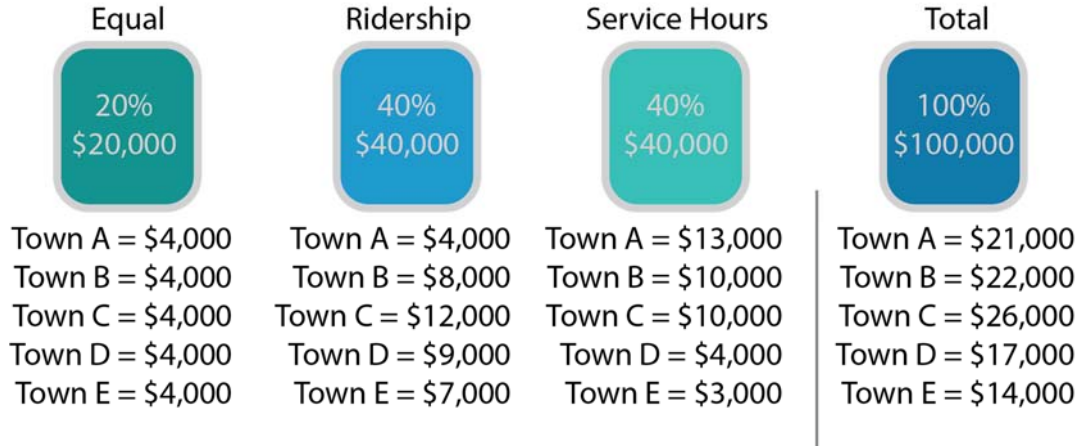 Equal Ridership Service Hours Total
20% 40% 40% 100%
$20,000 $40,000 $40,000 $100,000
Town A = $4,000 Town A = $4,000 Town A = $13,000 Town A = $21,000
Town B = $4,000 Town B = $8,000 Town B = $10,000 Town B = $22,000
Town C = $4,000 Town C = $12,000 Town C = $10,000 Town C = $26,000
Town D = $4,000 Town D = $9,000 Town D = $4,000 Town D = $17,000
Town E = $4,000 Town E = $7,000 Town E = $3,000 Town E = $14,000